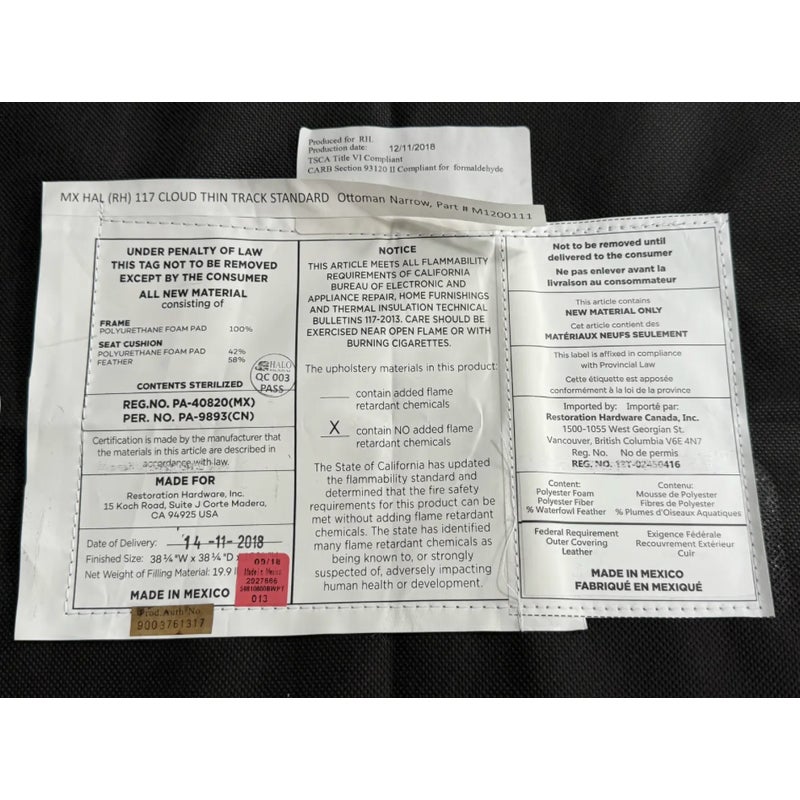 Produced for RH.
Production date: 12/11/2018
TSCA Title VI Compliant
CARB Section 93120 II Compliant for formaldehyde
MX HAL (RH) 117 CLOUD THIN TRACK STANDARD Ottoman Narrow, Part # M1200111
UNDER PENALTY OF LAW
THIS TAG NOT TO BE REMOVED
EXCEPT BY THE CONSUMER
ALL NEW MATERIAL
consisting of
FRAME
POLYURETHANE FOAM PAD 100%
SEAT CUSHION
POLYURETHANE FOAM PAD 42%
FEATHER 58%
HALO
QC 003
PASS
CONTENTS STERILIZED
REG.NO. PA-40820(MX)
PER. NO. PA-9893(CN)
Certification is made by the manufacturer that
the materials in this article are described in
accordance with law.
MADE FOR
Restoration Hardware, Inc.
15 Koch Road, Suite J Corte Madera,
CA 94925 USA
Date of Delivery: 14-11-2018
Finished Size: 38 ¼ "W x 38 ¼ "D x
Net Weight of Filling Material: 19.9
MADE IN MEXICO
09/18
Made in Mexico
2027666
013
Prod. Auth. No.
9003761317
NOTICE
THIS ARTICLE MEETS ALL FLAMMABILITY
REQUIREMENTS OF CALIFORNIA
BUREAU OF ELECTRONIC AND
APPLIANCE REPAIR, HOME FURNISHINGS
AND THERMAL INSULATION TECHNICAL
BULLETINS 117-2013. CARE SHOULD BE
EXERCISED NEAR OPEN FLAME OR WITH
BURNING CIGARETTES.
The upholstery materials in this product:
contain added flame
retardant chemicals
X contain NO added flame
retardant chemicals
The State of California has updated
the flammability standard and
determined that the fire safety
requirements for this product can be
met without adding flame retardant
chemicals. The state has identified
many flame retardant chemicals as
being known to, or strongly
suspected of, adversely impacting
human health or development.
Not to be removed until
delivered to the consumer
Ne pas enlever avant la
livraison au consommateur
This article contains
NEW MATERIAL ONLY
Cet article contient des
MATÉRIAUX NEUFS SEULEMENT
This label is affixed in compliance
with Provincial Law
Cette étiquette est apposée
conformément à la loi de la province
Imported by: Importé par:
Restoration Hardware Canada, Inc.
1500-1055 West Georgian St.
Vancouver, British Columbia V6E 4N7
Reg. No. No de permis
REG. NO.
Content: Contenu:
Polyester Foam Mousse de Polyester
Polyester Fiber Fibres de Polyester
% Waterfowl Feather % Plumes d'Oiseaux Aquatiques
Federal Requirement Exigence Fédérale
Outer Covering Recouvrement Extérieur
Leather Cuir
MADE IN MEXICO
FABRIQUÉ EN MEXIQUÉ